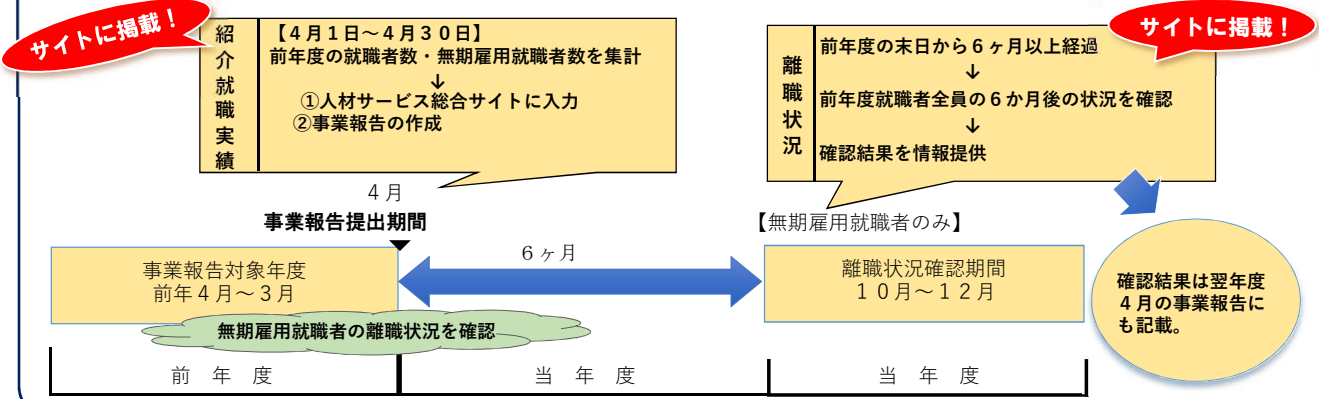 サイトに掲載！
紹介就職実績
【４月１日～４月３０日】
前年度の就職者数・無期雇用就職者数を集計
↓
①人材サービス総合サイトに入力
②事業報告の作成
サイトに掲載！
離職状況
前年度の末日から６ヶ月以上経過
↓
前年度就職者全員の６か月後の状況を確認
↓
確認結果を情報提供
４月
事業報告提出期間
【無期雇用就職者のみ】
事業報告対象年度
前年４月～３月
６ヶ月
離職状況確認期間
１０月～１２月
確認結果は翌年度
４月の事業報告に
も記載。
無期雇用就職者の離職状況を確認
前　年　度
当　年　度
当　年　度